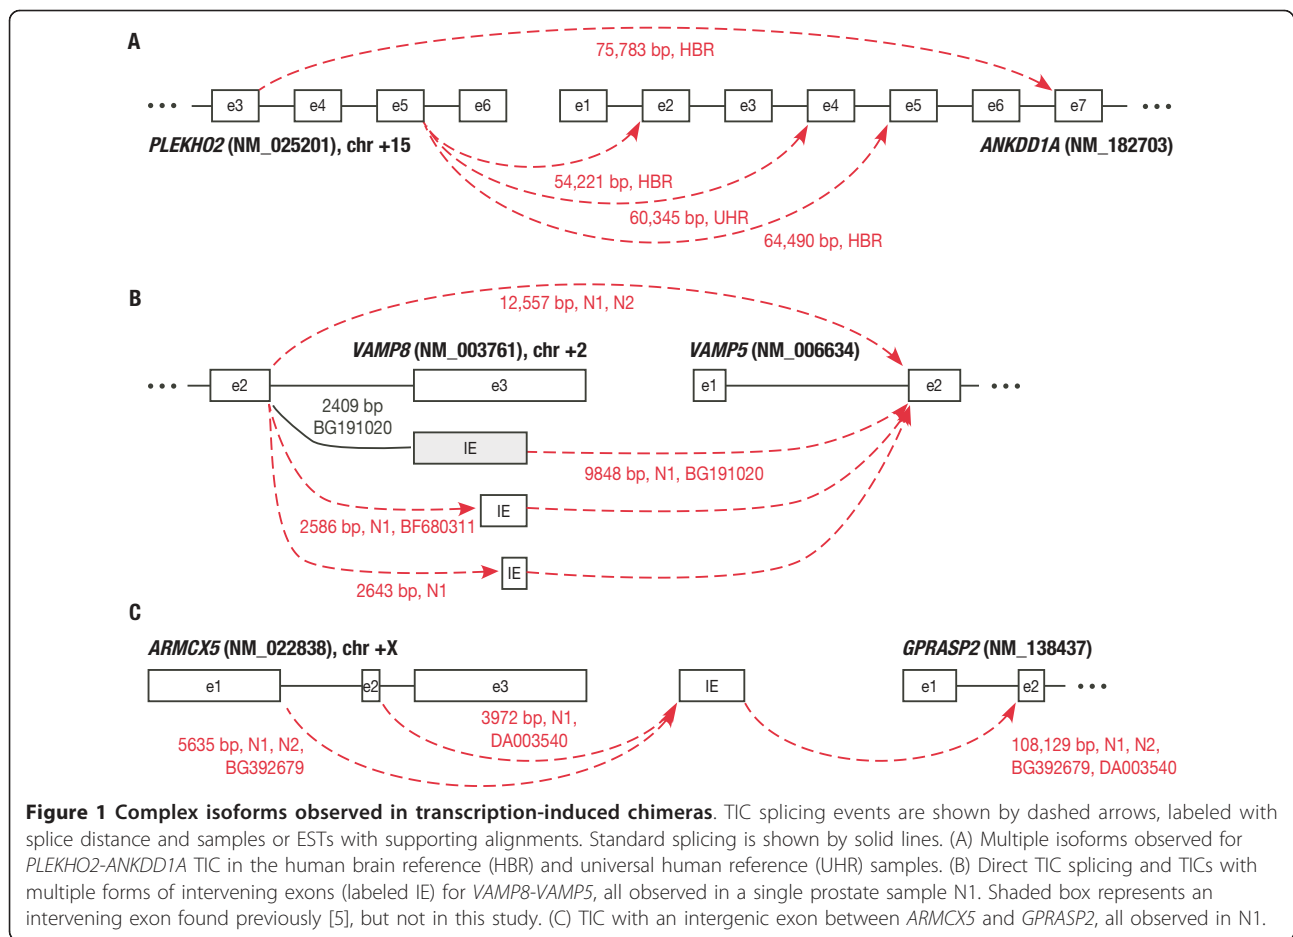 A
75,783 bp, HBR
••• e3 e4 e5 e6 e1 e2 e3 e4 e5 e6 e7 •••
PLEKHO2 (NM_025201), chr +15
ANKDD1A (NM_182703)
54,221 bp, HBR
60,345 bp, UHR
64,490 bp, HBR
B
12,557 bp, N1, N2
VAMP8 (NM_003761), chr +2
VAMP5 (NM_006634)
••• e2 e3 e1 e2 •••
2409 bp
BG191020
IE
9848 bp, N1, BG191020
IE
2586 bp, N1, BF680311
IE
2643 bp, N1
C
ARMCX5 (NM_022838), chr +X
GPRASP2 (NM_138437)
e1 e2 e3 IE e1 e2 •••
3972 bp, N1,
DA003540
5635 bp, N1, N2,
BG392679
108,129 bp, N1, N2,
BG392679, DA003540
Figure 1 Complex isoforms observed in transcription-induced chimeras. TIC splicing events are shown by dashed arrows, labeled with
splice distance and samples or ESTs with supporting alignments. Standard splicing is shown by solid lines. (A) Multiple isoforms observed for
PLEKHO2-ANKDD1A TIC in the human brain reference (HBR) and universal human reference (UHR) samples. (B) Direct TIC splicing and TICs with
multiple forms of intervening exons (labeled IE) for VAMP8-VAMP5, all observed in a single prostate sample N1. Shaded box represents an
intervening exon found previously [5], but not in this study. (C) TIC with an intergenic exon between ARMCX5 and GPRASP2, all observed in N1.